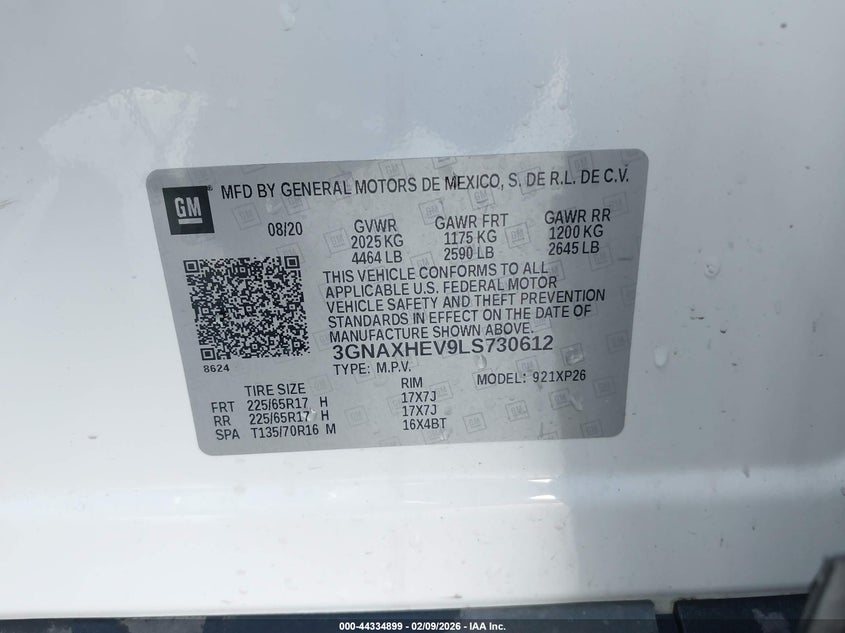 GM
MFD BY GENERAL MOTORS DE MEXICO, S. DE R.L. DE C.V.
08/20 GVWR GAWR FRT GAWR RR
2025 KG 1175 KG 1200 KG
4464 LB 2590 LB 2645 LB
THIS VEHICLE CONFORMS TO ALL
APPLICABLE U.S. FEDERAL MOTOR
VEHICLE SAFETY AND THEFT PREVENTION
STANDARDS IN EFFECT ON THE DATE OF
MANUFACTURE SHOWN ABOVE.
3GNAXHEV9LS730612
8624
TYPE: M.P.V. MODEL: 921XP26
TIRE SIZE RIM
FRT 225/65R17 H 17X7J
RR 225/65R17 H 17X7J
SPA T135/70R16 M 16X4BT
000-44334899 — 02/09/2026 — IAA Inc.